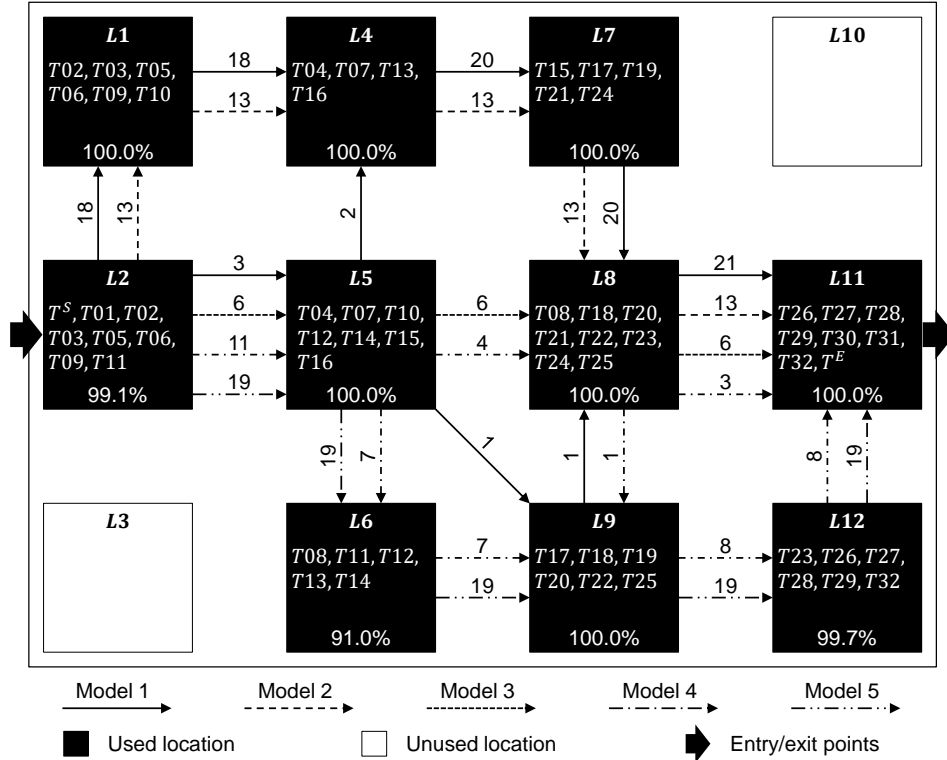 L1
T02, T03, T05,
T06, T09, T10
100.0%
18
13
L4
T04, T07, T13,
T16
100.0%
20
13
L7
T15, T17, T19,
T21, T24
100.0%
L10
18
13
2
13
20
L2
T^S, T01, T02,
T03, T05, T06,
T09, T11
99.1%
3
6
11
19
L5
T04, T07, T10,
T12, T14, T15,
T16
100.0%
6
4
L8
T08, T18, T20,
T21, T22, T23,
T24, T25
100.0%
21
13
6
3
L11
T26, T27, T28,
T29, T30, T31,
T32, T^E
100.0%
19
7
1
1
1
8
19
L3
L6
T08, T11, T12,
T13, T14
91.0%
7
19
L9
T17, T18, T19
T20, T22, T25
100.0%
8
19
L12
T23, T26, T27,
T28, T29, T32
99.7%
Model 1
Model 2
Model 3
Model 4
Model 5
Used location
Unused location
Entry/exit points